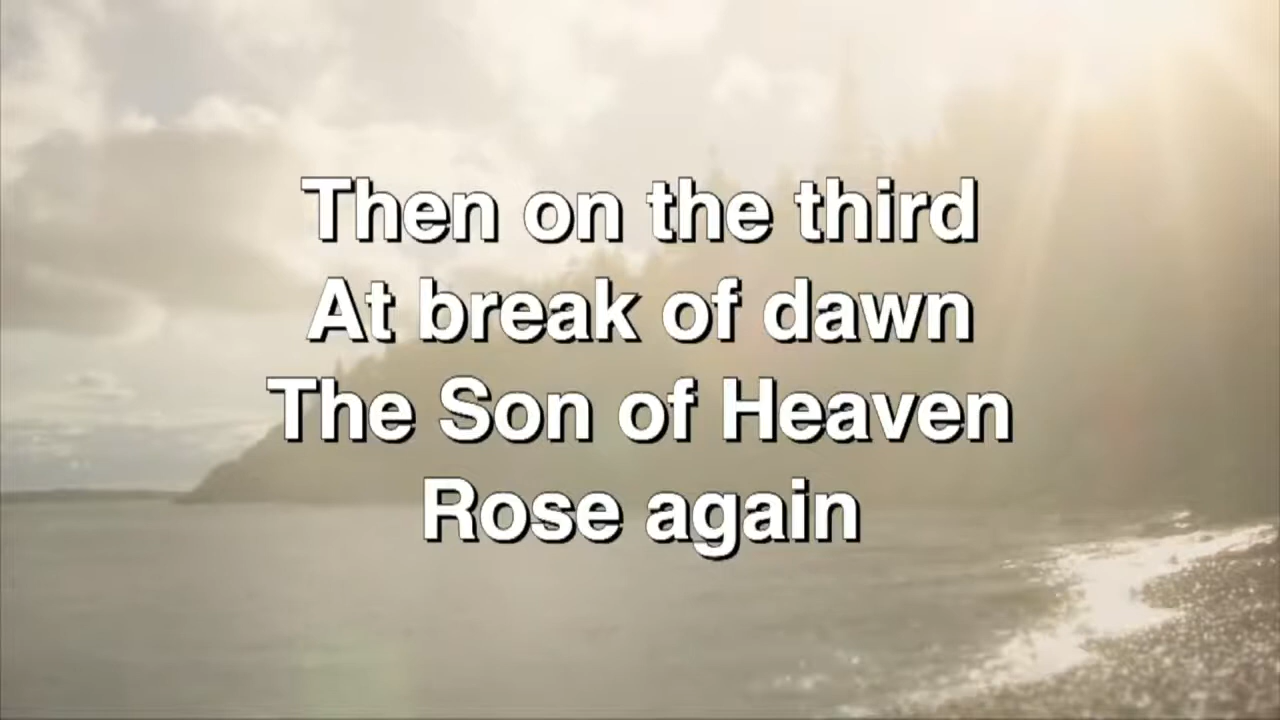 Then on the third
At break of dawn
The Son of Heaven
Rose again